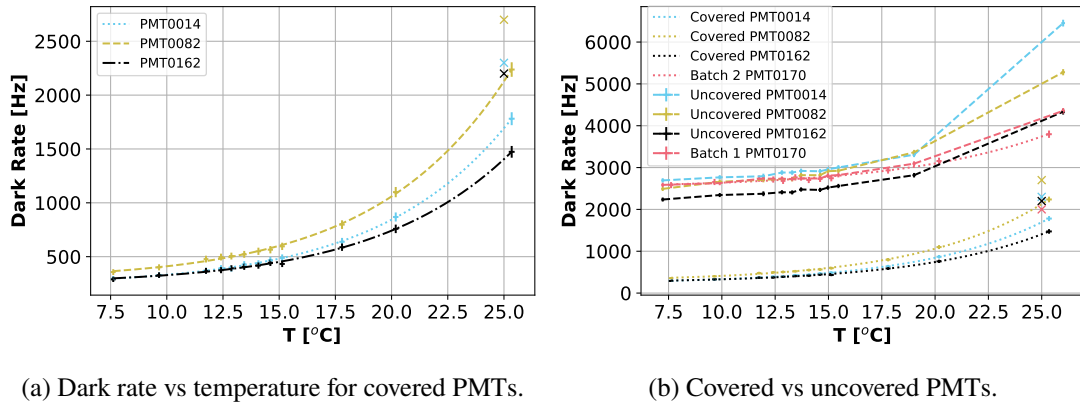 PMT0014
PMT0082
PMT0162
2500
2000
1500
1000
500
Dark Rate [Hz]
7.5 10.0 12.5 15.0 17.5 20.0 22.5 25.0
T [°C]
(a) Dark rate vs temperature for covered PMTs.
Covered PMT0014
Covered PMT0082
Covered PMT0162
Batch 2 PMT0170
Uncovered PMT0014
Uncovered PMT0082
Uncovered PMT0162
Batch 1 PMT0170
6000
5000
4000
3000
2000
1000
0
Dark Rate [Hz]
7.5 10.0 12.5 15.0 17.5 20.0 22.5 25.0
T [°C]
(b) Covered vs uncovered PMTs.